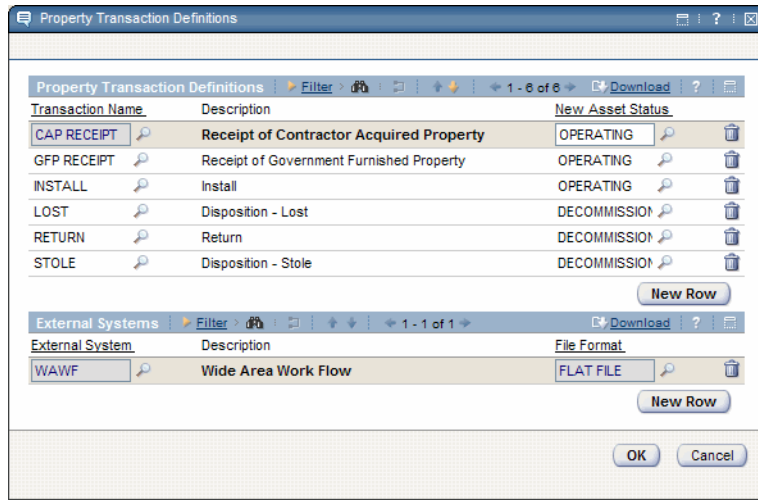 Property Transaction Definitions ?
Property Transaction Definitions Filter 1 - 6 of 6 Download ?
Transaction Name Description New Asset Status
CAP RECEIPT Receipt of Contractor Acquired Property OPERATING
GFP RECEIPT Receipt of Government Furnished Property OPERATING
INSTALL Install OPERATING
LOST Disposition - Lost DECOMMISSION
RETURN Return DECOMMISSION
STOLE Disposition - Stole DECOMMISSION
New Row
External Systems Filter 1 - 1 of 1 Download ?
External System Description File Format
WAWF Wide Area Work Flow FLAT FILE
New Row
OK Cancel